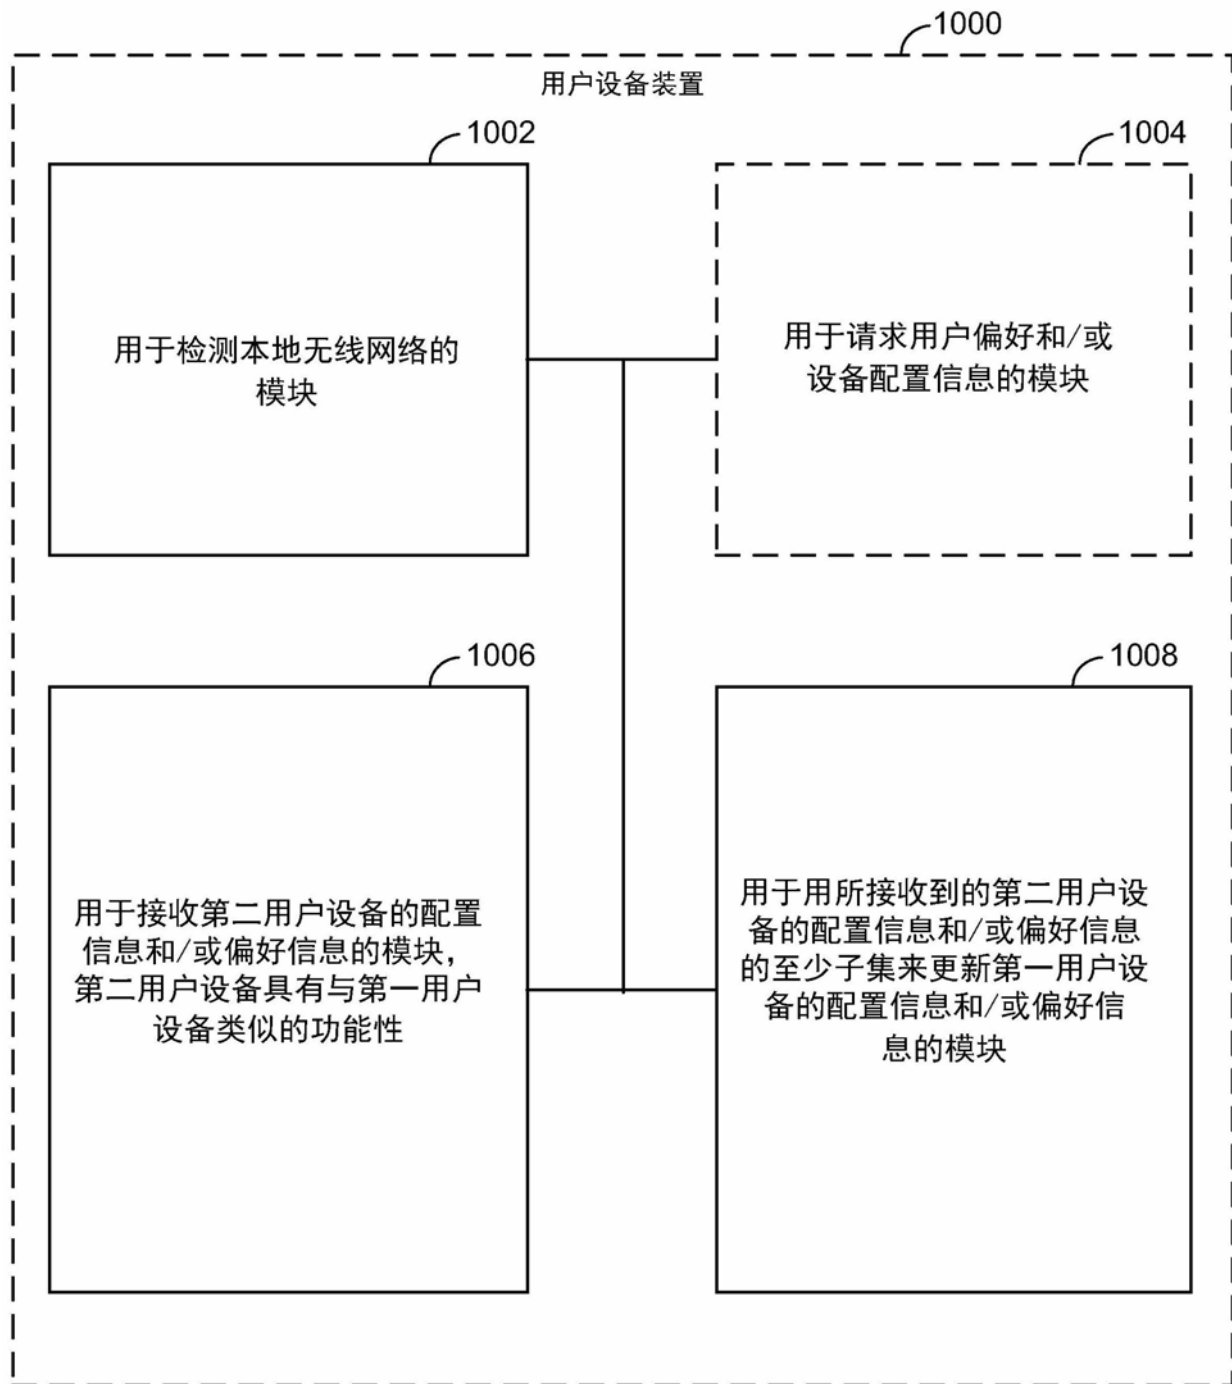 1000
用户设备装置
1002
1004
用于检测本地无线网络的
模块
用于请求用户偏好和/或
设备配置信息的模块
1006
1008
用于接收第二用户设备的配置
信息和/或偏好信息的模块，
第二用户设备具有与第一用户
设备类似的功能性
用于用所接收到的第二用户设
备的配置信息和/或偏好信息
的至少子集来更新第一用户设
备的配置信息和/或偏好信
息的模块